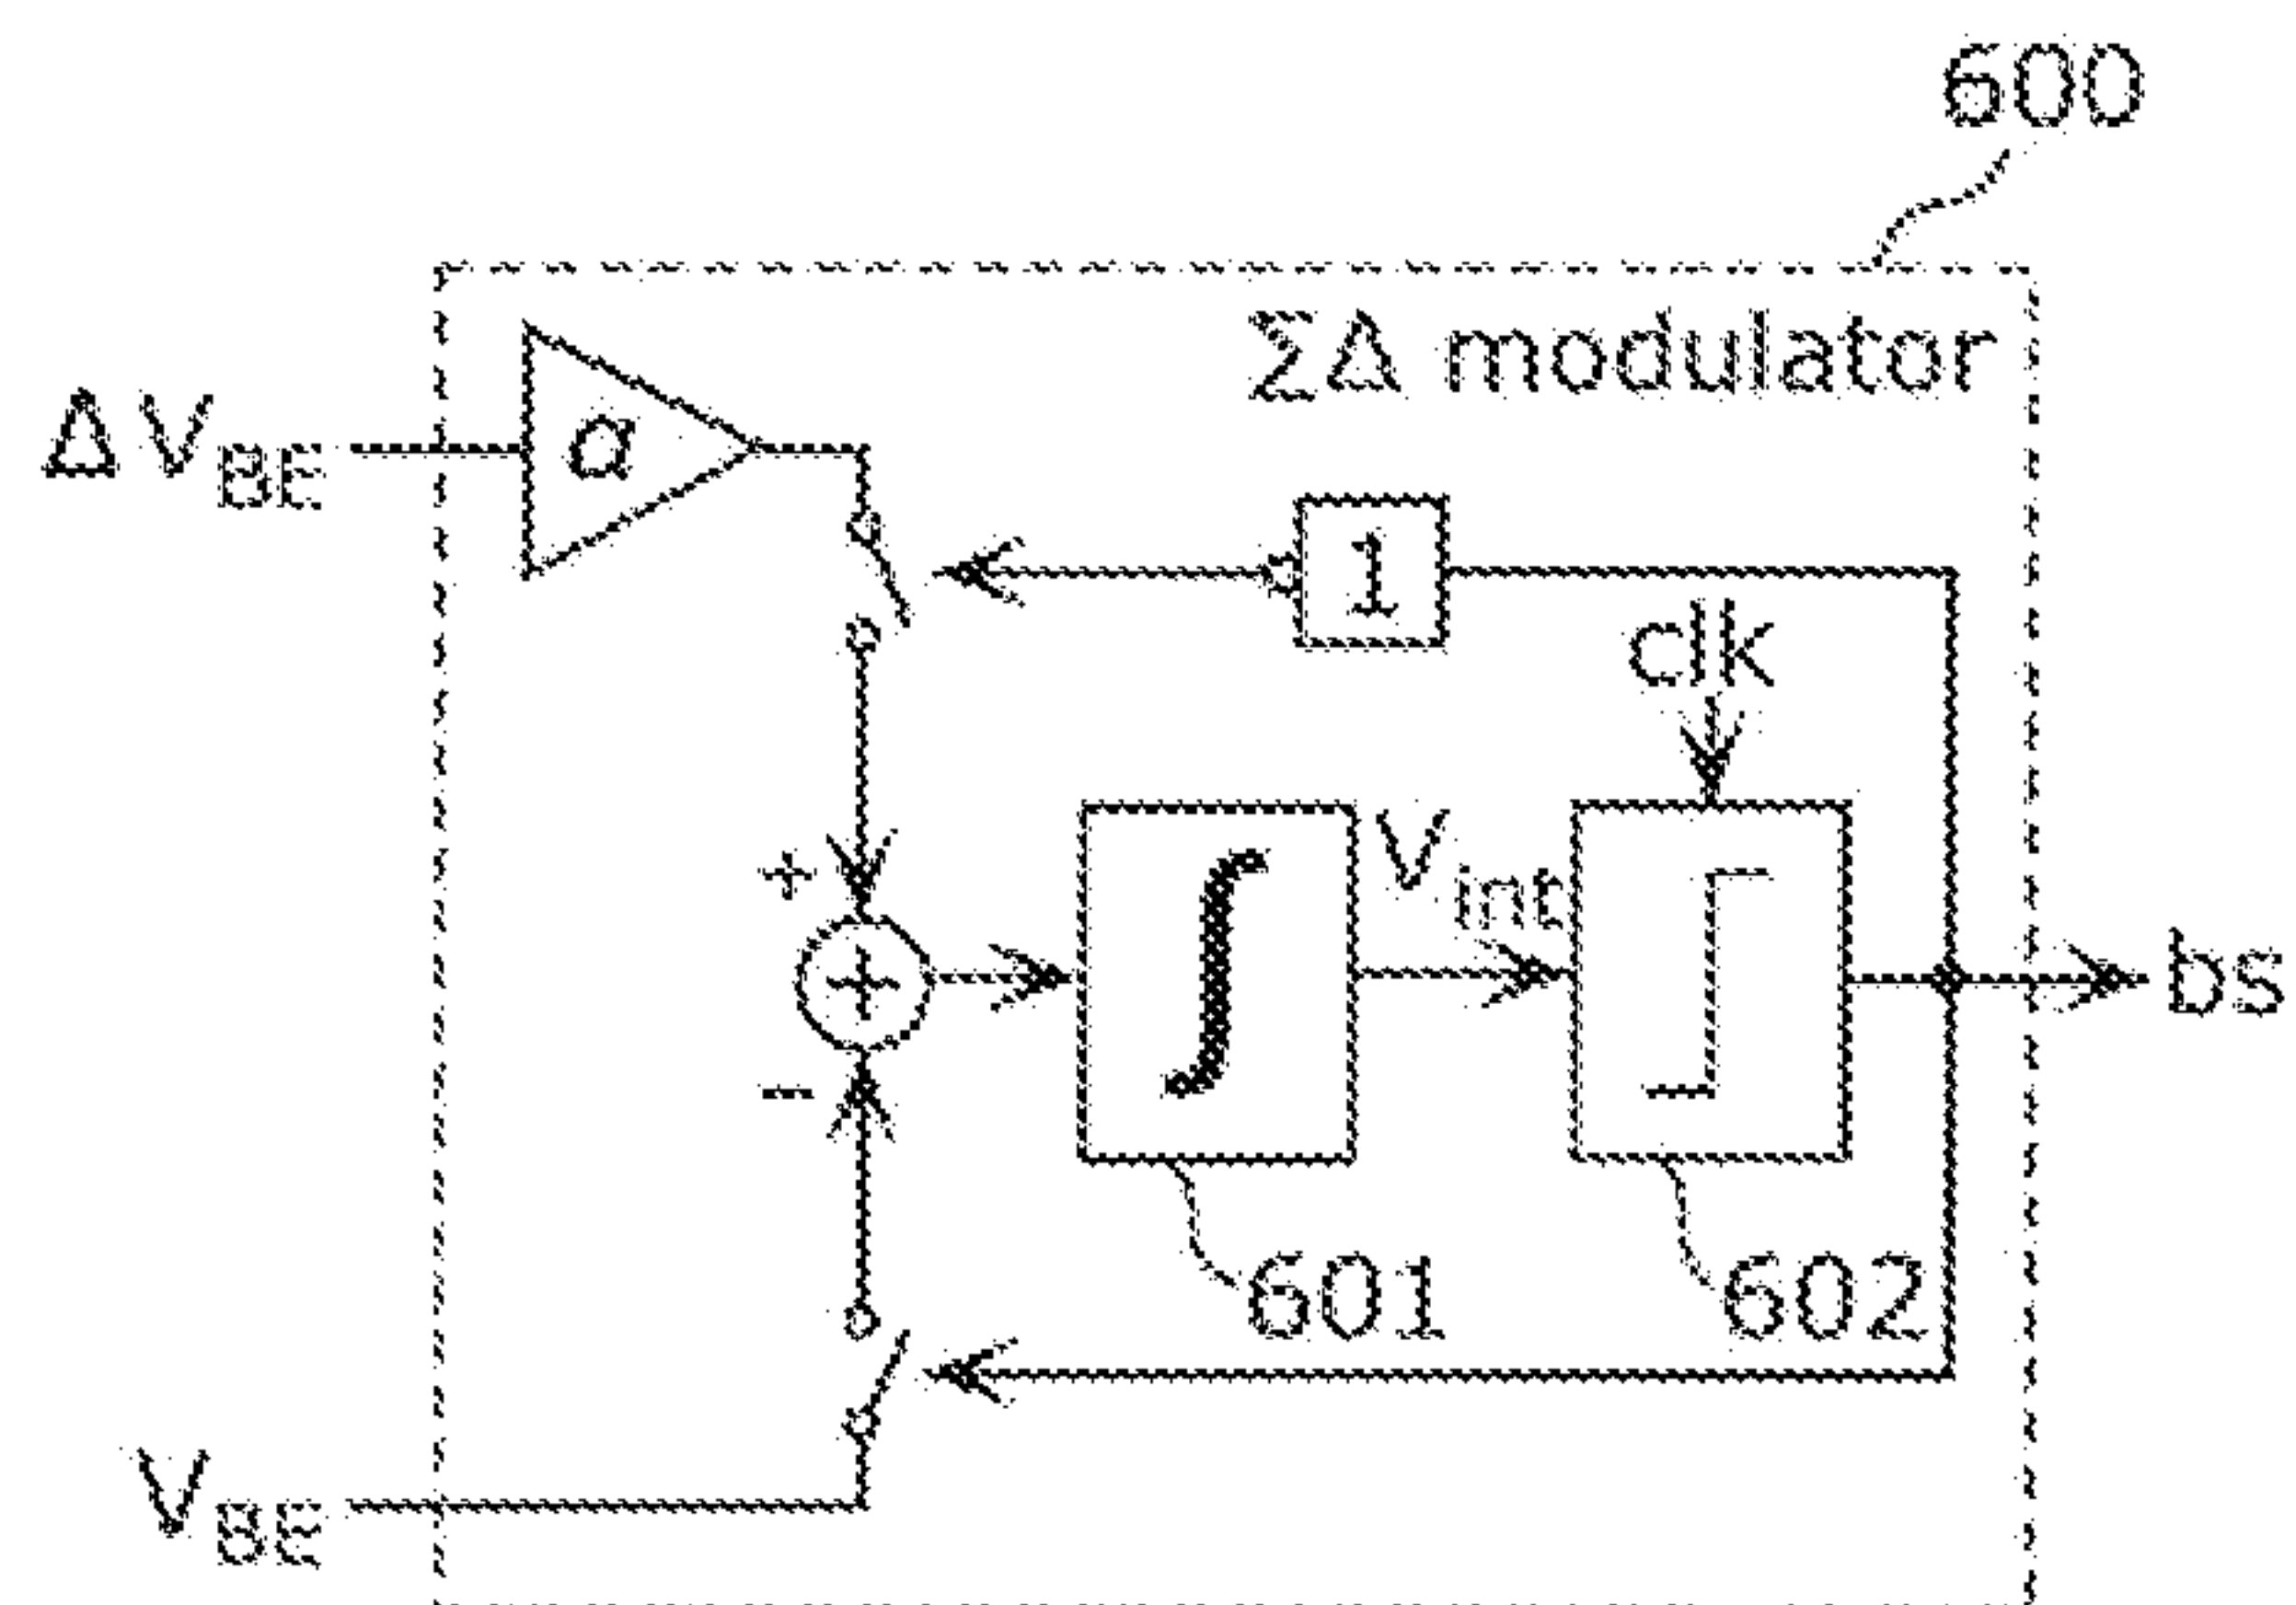 600
ΣΔ modulator
ΔV_BE
α
1
clk
+
V_int
+
bs
−
601
602
V_BE